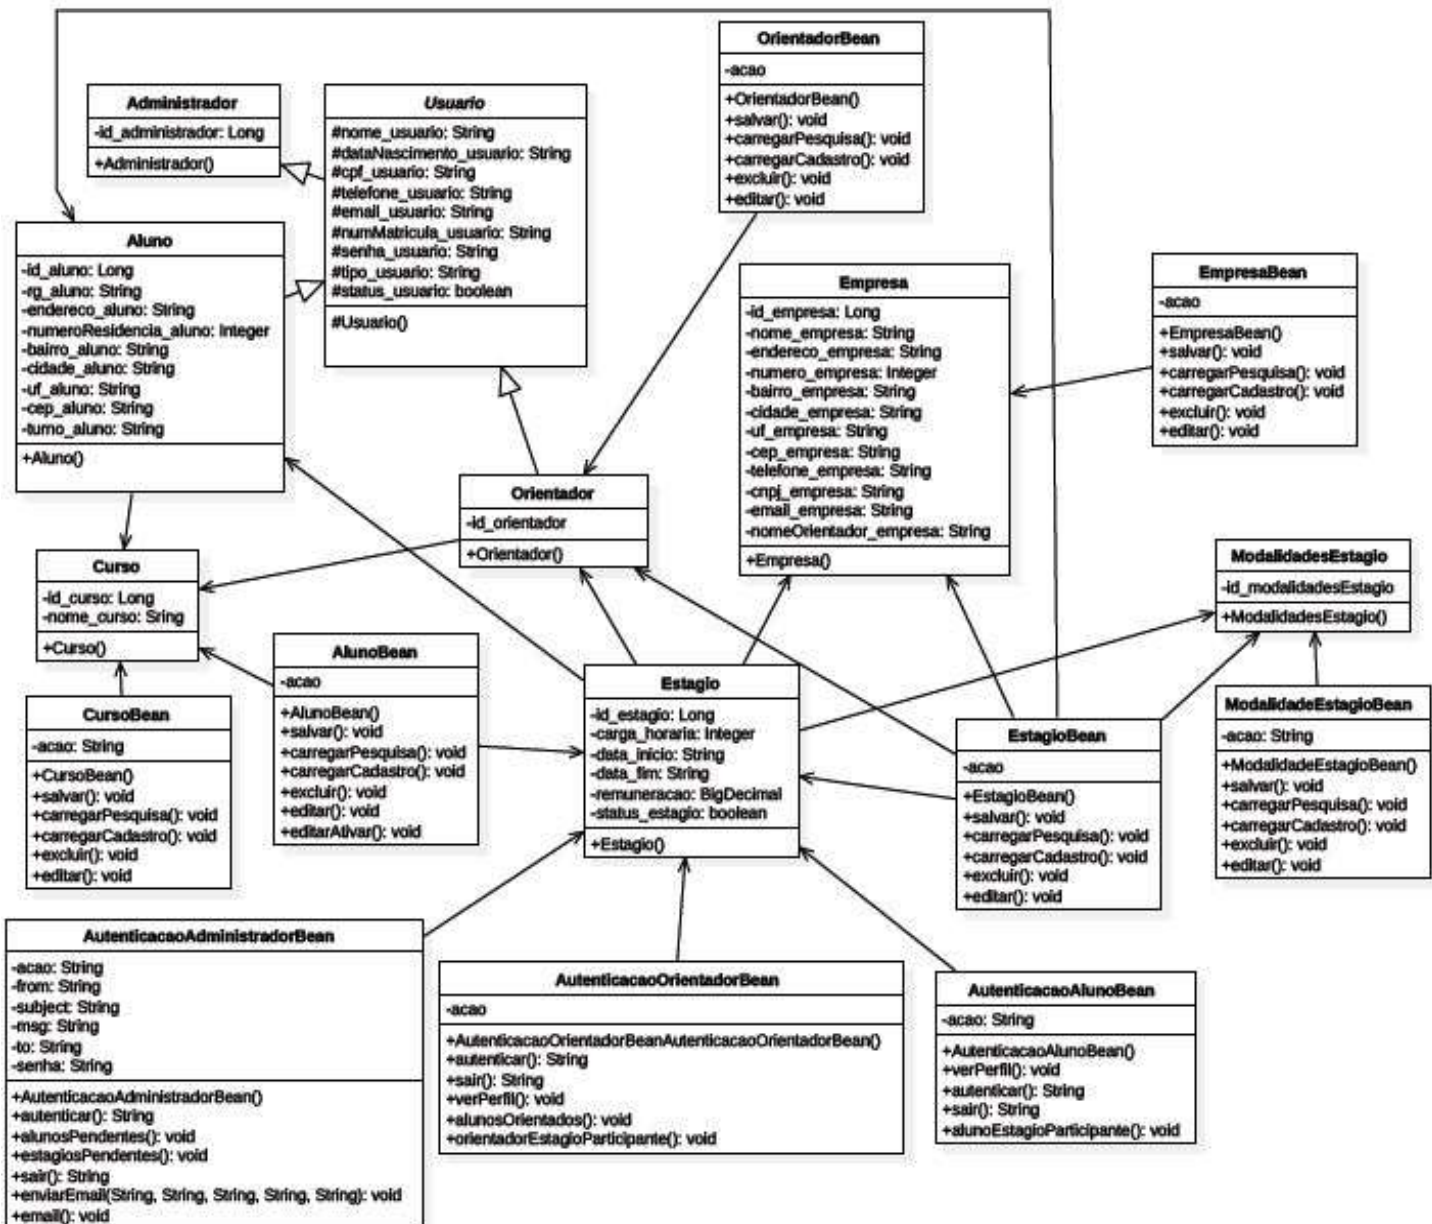 OrientadorBean
-acao
+OrientadorBean()
+salvar(): void
+carregarPesquisa(): void
+carregarCadastro(): void
+excluir(): void
+editar(): void
Administrador
-id_administrador: Long
+Administrador()
Usuario
#nome_usuario: String
#dataNascimento_usuario: String
#cpf_usuario: String
#telefone_usuario: String
#email_usuario: String
#numMatricula_usuario: String
#senha_usuario: String
#tipo_usuario: String
#status_usuario: boolean
#Usuario()
Aluno
-id_aluno: Long
-rg_aluno: String
-endereco_aluno: String
-numeroResidencia_aluno: Integer
-bairro_aluno: String
-cidade_aluno: String
-uf_aluno: String
-cep_aluno: String
-turno_aluno: String
+Aluno()
Empresa
-id_empresa: Long
-nome_empresa: String
-endereco_empresa: String
-numero_empresa: Integer
-bairro_empresa: String
-cidade_empresa: String
-uf_empresa: String
-cep_empresa: String
-telefone_empresa: String
-cnpj_empresa: String
-email_empresa: String
-nomeOrientador_empresa: String
+Empresa()
EmpresaBean
-acao
+EmpresaBean()
+salvar(): void
+carregarPesquisa(): void
+carregarCadastro(): void
+excluir(): void
+editar(): void
Orientador
-id_orientador
+Orientador()
Curso
-id_curso: Long
-nome_curso: Sring
+Curso()
ModalidadesEstagio
-id_modalidadesEstagio
+ModalidadesEstagio()
AlunoBean
-acao
+AlunoBean()
+salvar(): void
+carregarPesquisa(): void
+carregarCadastro(): void
+excluir(): void
+editar(): void
+editarAtivar(): void
Estagio
-id_estagio: Long
-carga_horaria: Integer
-data_inicio: String
-data_fim: String
-remuneracao: BigDecimal
-status_estagio: boolean
+Estagio()
CursoBean
-acao: String
+CursoBean()
+salvar(): void
+carregarPesquisa(): void
+carregarCadastro(): void
+excluir(): void
+editar(): void
EstagioBean
-acao
+EstagioBean()
+salvar(): void
+carregarPesquisa(): void
+carregarCadastro(): void
+excluir(): void
+editar(): void
ModalidadeEstagioBean
-acao: String
+ModalidadeEstagioBean()
+salvar(): void
+carregarPesquisa(): void
+carregarCadastro(): void
+excluir(): void
+editar(): void
AutenticacaoAdministradorBean
-acao: String
-from: String
-subject: String
-msg: String
-to: String
-senha: String
+AutenticacaoAdministradorBean()
+autenticar(): String
+alunosPendentes(): void
+estagiosPendentes(): void
+sair(): String
+enviarEmail(String, String, String, String, String): void
+email(): void
AutenticacaoOrientadorBean
-acao
+AutenticacaoOrientadorBeanAutenticacaoOrientadorBean()
+autenticar(): String
+sair(): String
+verPerfil(): void
+alunosOrientados(): void
+orientadorEstagioParticipante(): void
AutenticacaoAlunoBean
-acao: String
+AutenticacaoAlunoBean()
+verPerfil(): void
+autenticar(): String
+sair(): String
+alunoEstagioParticipante(): void